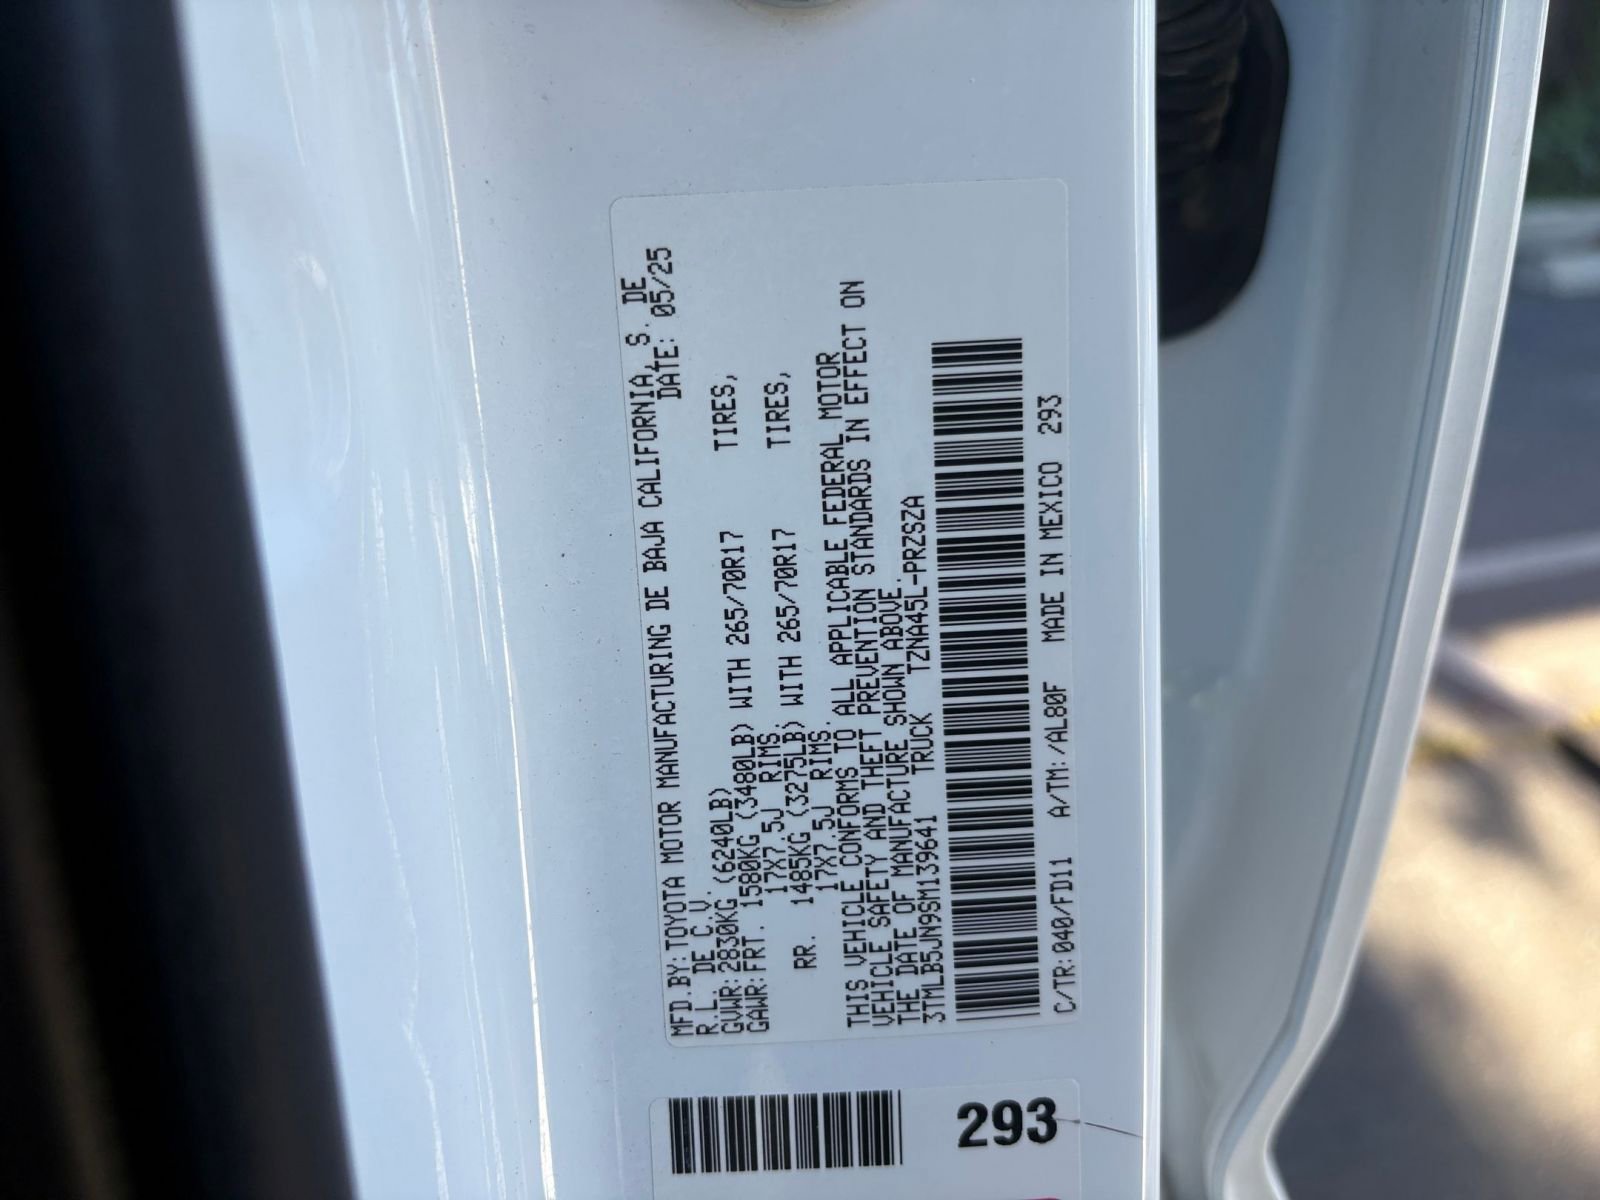 MFD.BY:TOYOTA MOTOR MANUFACTURING DE BAJA CALIFORNIA, S. DE
R.L. DE C.V. DATE: 05/25
GVWR:2830KG (6240LB)
GAWR:FRT. 1580KG (3480LB) WITH 265/70R17 TIRES,
17X7.5J RIMS.
RR. 1485KG (3275LB) WITH 265/70R17 TIRES,
17X7.5J RIMS.
THIS VEHICLE CONFORMS TO ALL APPLICABLE FEDERAL MOTOR
VEHICLE SAFETY AND THEFT PREVENTION STANDARDS IN EFFECT ON
THE DATE OF MANUFACTURE SHOWN ABOVE.
3TMLB5JN9SM139641 TRUCK TZNA45L-PRZSZA
C/TR:040/FD11 A/TM:/AL80F MADE IN MEXICO 293
293